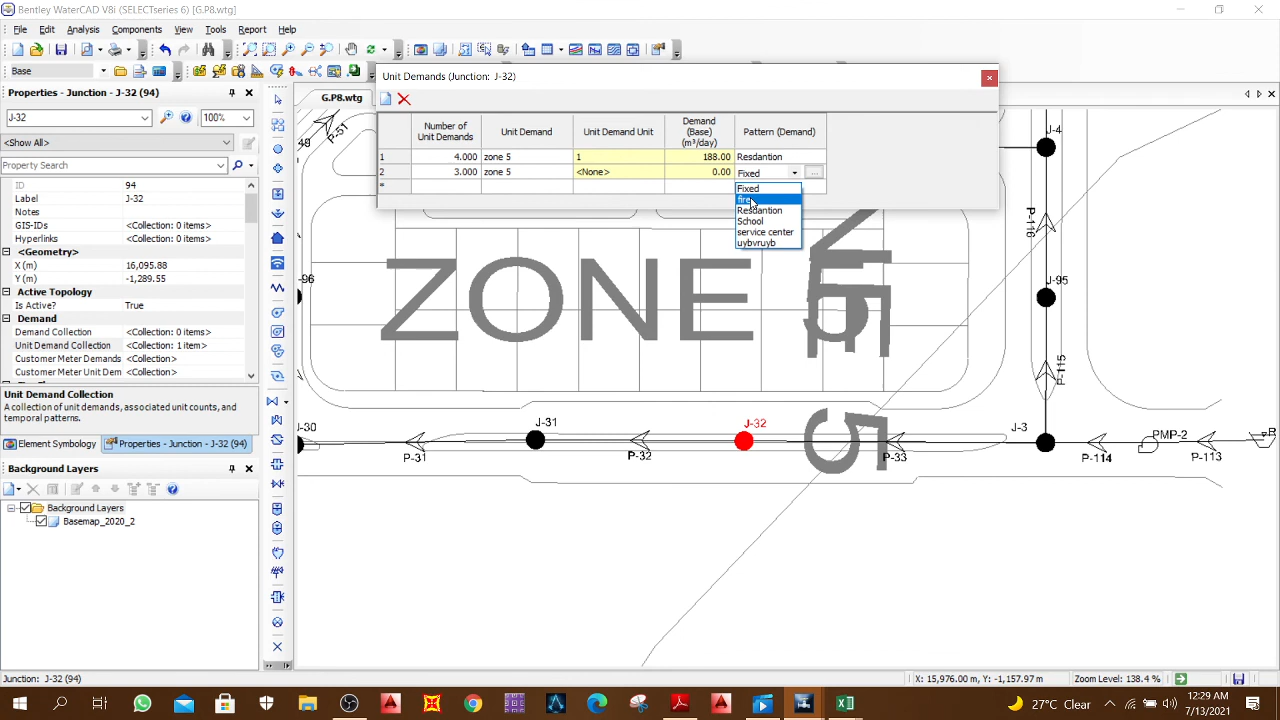 Bentley WaterCAD V8i (SELECTseries 6) [G.P8.wtg]
File Edit Analysis Components View Tools Report Help
Base
Properties - Junction - J-32 (94)
J-32
100%
<Show All>
Property Search
ID 94
Label J-32
Notes
GIS-IDs <Collection: 0 items>
Hyperlinks <Collection: 0 items>
<Geometry>
X (m) 16,095.88
Y (m) -1,289.55
Active Topology
Is Active? True
Demand
Demand Collection <Collection: 0 items>
Unit Demand Collection <Collection: 1 item>
Customer Meter Demands <Collection>
Customer Meter Unit Dem <Collection>
Unit Demand Collection
A collection of unit demands, associated unit counts, and
temporal patterns.
Element Symbology
Properties - Junction - J-32 (94)
Background Layers
Background Layers
Basemap_2020_2
G.P8.wtg
Unit Demands (Junction: J-32)
Number of Unit Demands
Unit Demand
Unit Demand Unit
Demand (Base) (m³/day)
Pattern (Demand)
1 4.000 zone 5 1 188.00 Resdantion
2 3.000 zone 5 <None> 0.00 Fixed ...
*
Fixed
fire
Resdantion
School
service center
uybvruyb
P-51
-96
ZONE 5
ZONE 5
J-4
P-116
J-95
P-115
J-30
P-31
J-31
P-32
J-32
P-33
J-3
P-114
PMP-2
P-113
R
Junction: J-32 (94)
X: 15,976.00 m, Y: -1,157.97 m
Zoom Level: 138.4 %
27°C Clear
12:29 AM
7/13/2021